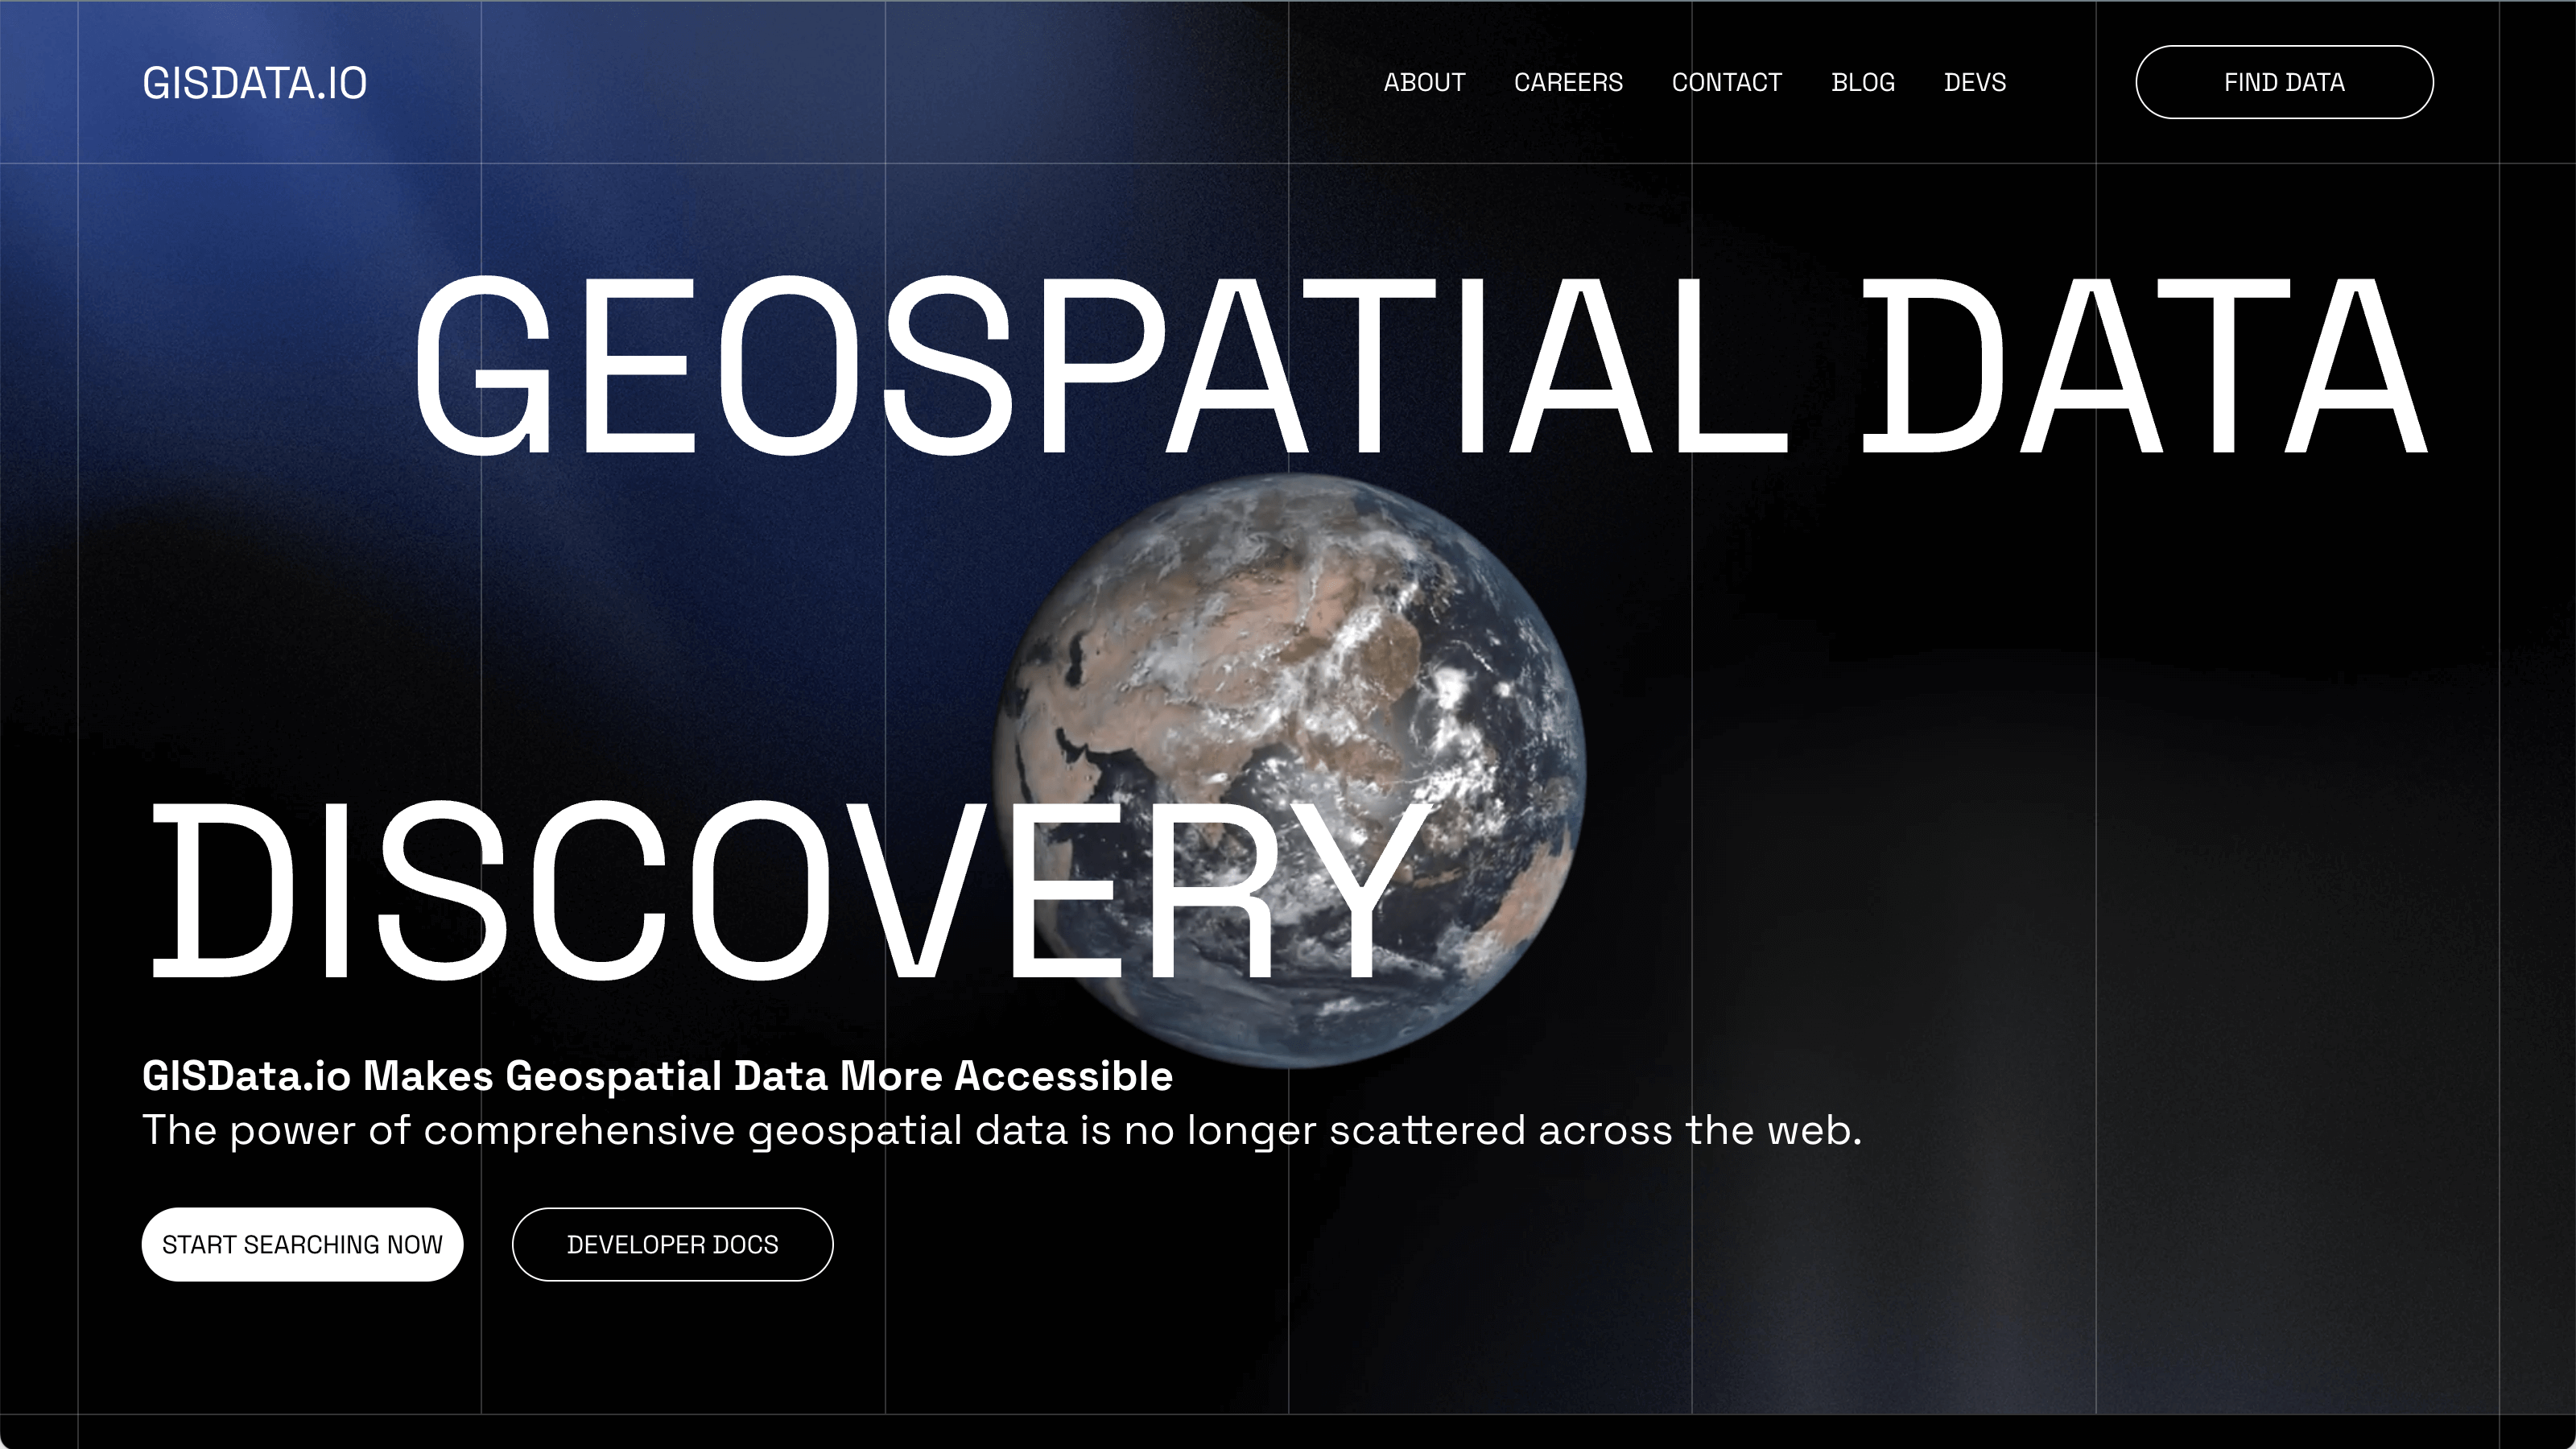 GISDATA.IO
ABOUT CAREERS CONTACT BLOG DEVS FIND DATA
GEOSPATIAL DATA
DISCOVERY
GISData.io Makes Geospatial Data More Accessible
The power of comprehensive geospatial data is no longer scattered across the web.
START SEARCHING NOW DEVELOPER DOCS